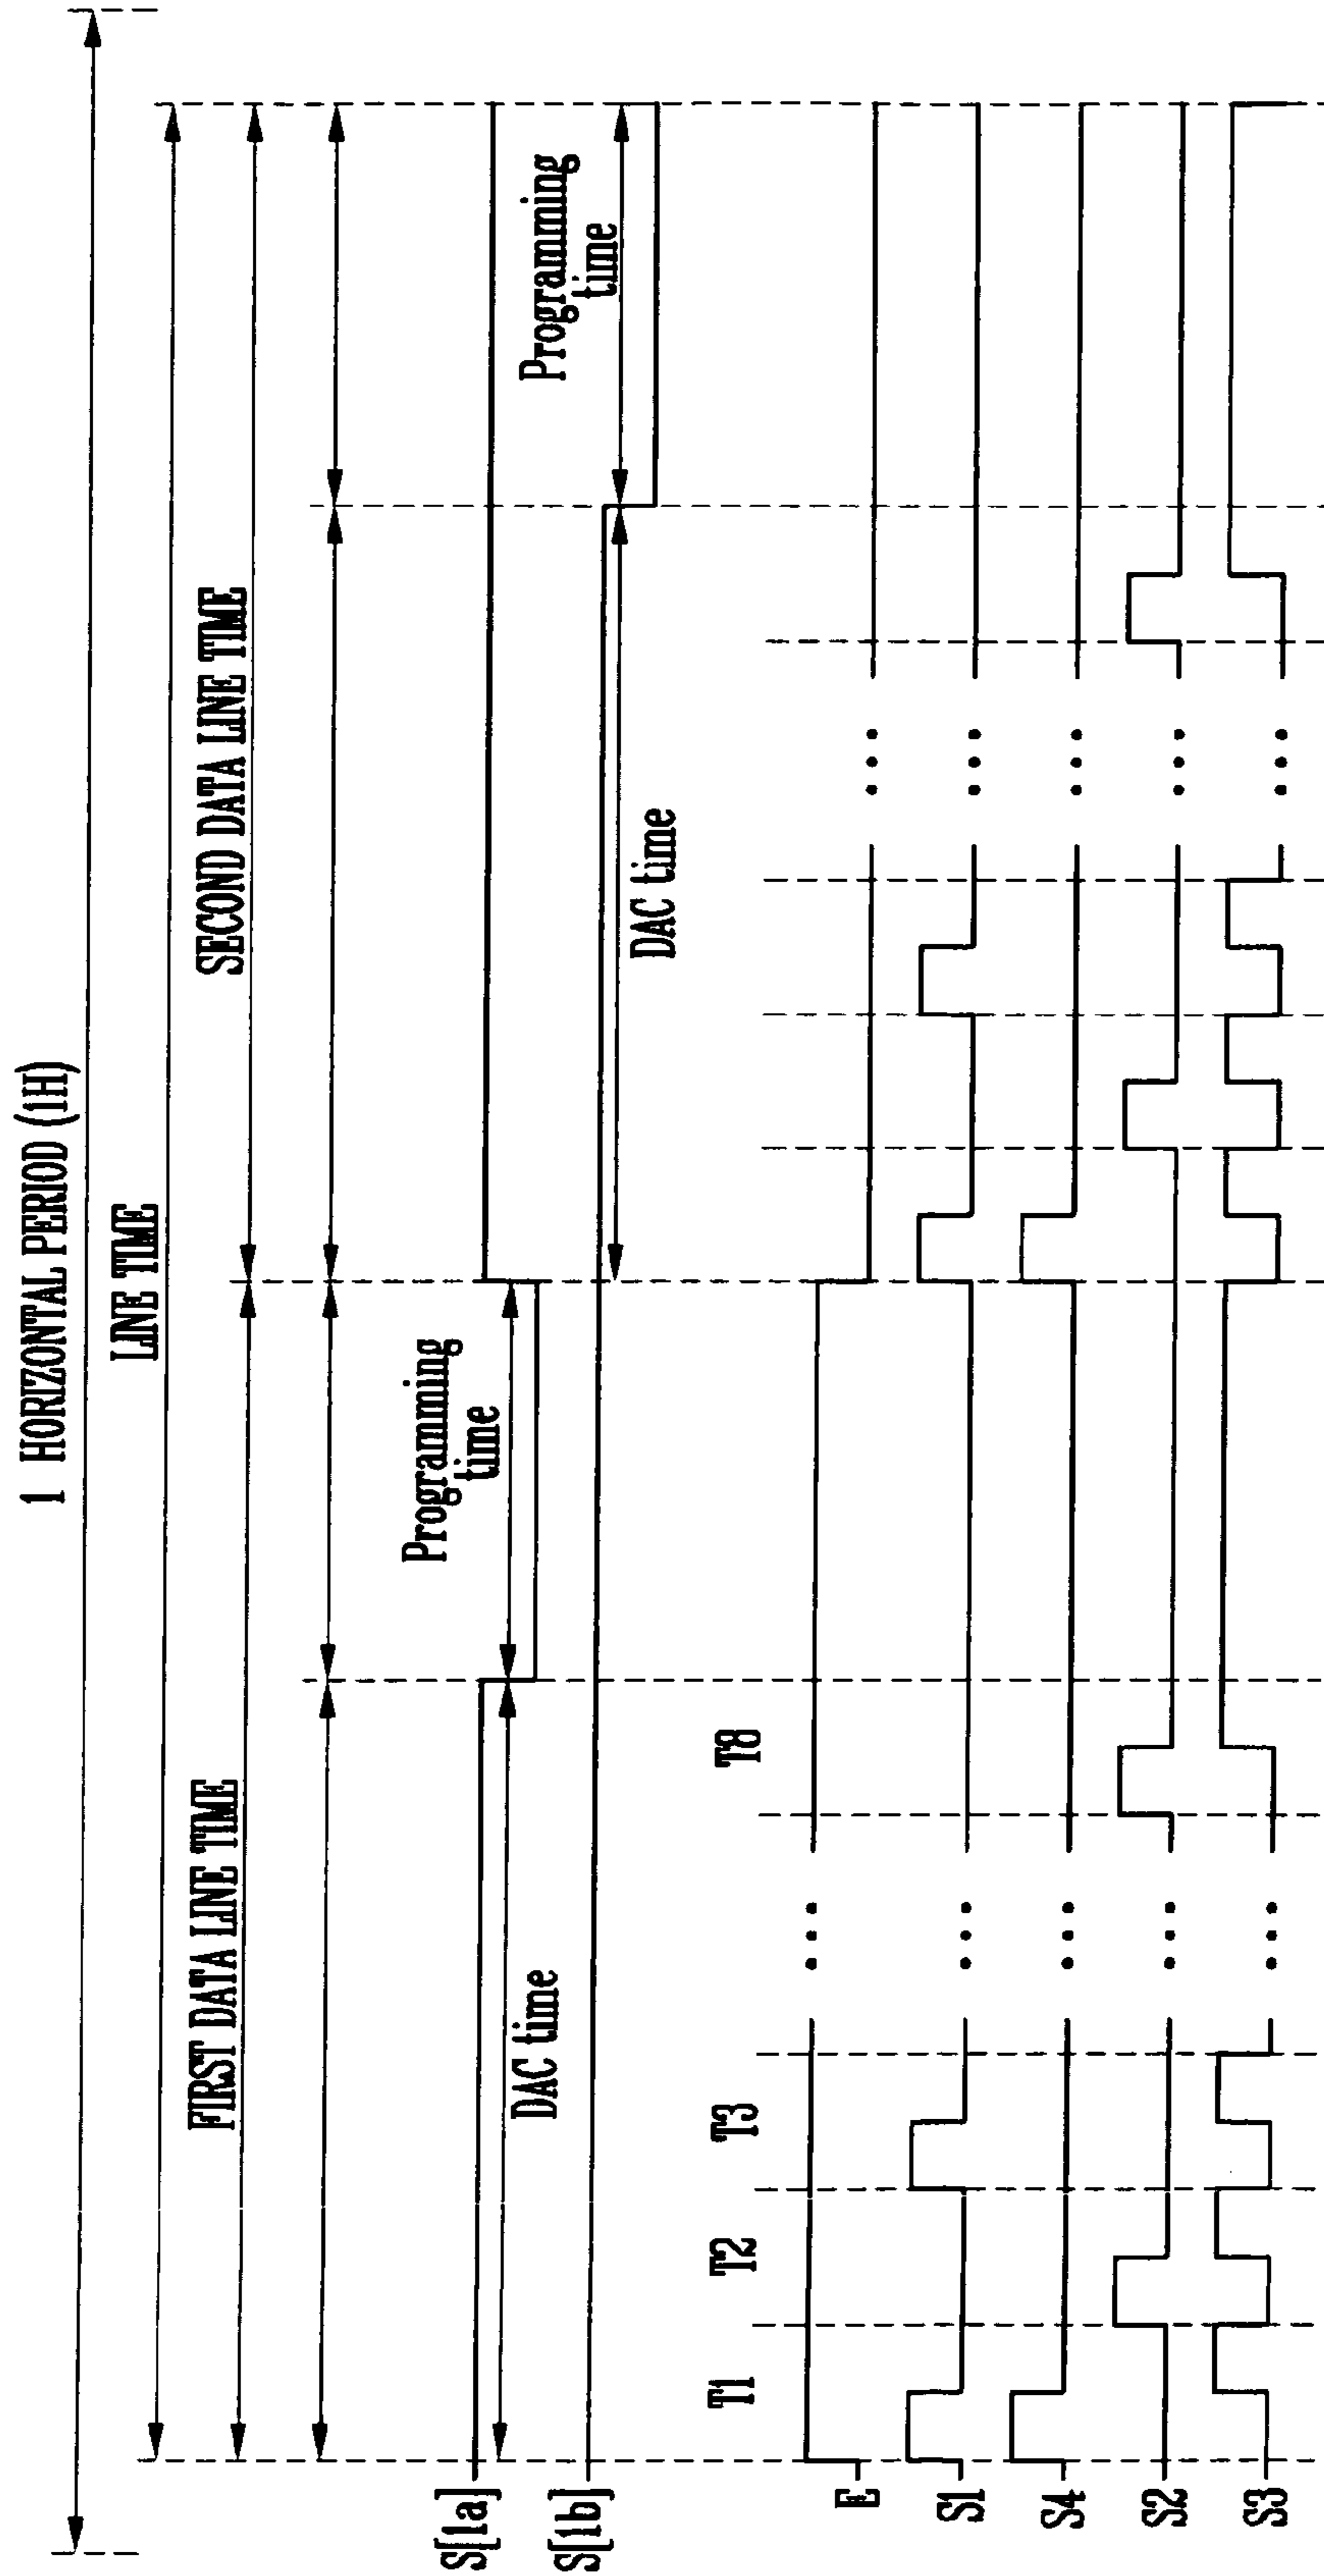 1 HORIZONTAL PERIOD (1H)
LINE TIME
FIRST DATA LINE TIME
SECOND DATA LINE TIME
S[1a]
DAC time
Programming
time
S[1b]
DAC time
Programming
time
T1
T2
T3
T8
E
S1
S4
S2
S3